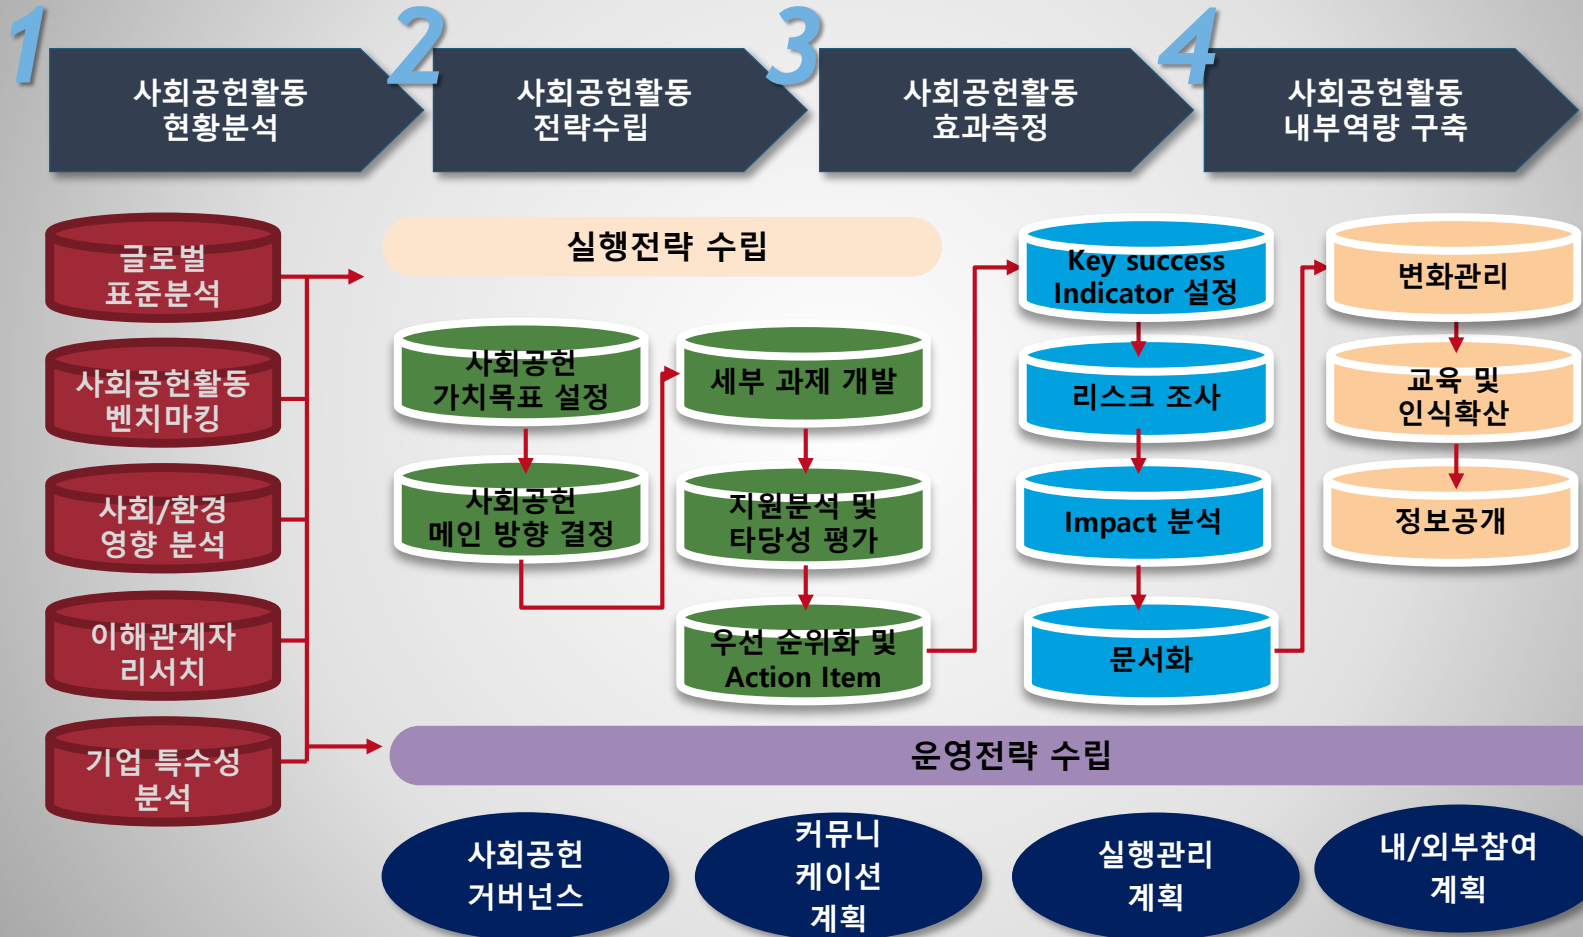 1
사회공헌활동
현황분석
2
사회공헌활동
전략수립
3
사회공헌활동
효과측정
4
사회공헌활동
내부역량 구축
글로벌
표준분석
사회공헌활동
벤치마킹
사회/환경
영향 분석
이해관계자
리서치
기업 특수성
분석
실행전략 수립
사회공헌
가치목표 설정
사회공헌
메인 방향 결정
세부 과제 개발
지원분석 및
타당성 평가
우선 순위화 및
Action Item
Key success
Indicator 설정
리스크 조사
Impact 분석
문서화
변화관리
교육 및
인식확산
정보공개
운영전략 수립
사회공헌
거버넌스
커뮤니
케이션
계획
실행관리
계획
내/외부참여
계획